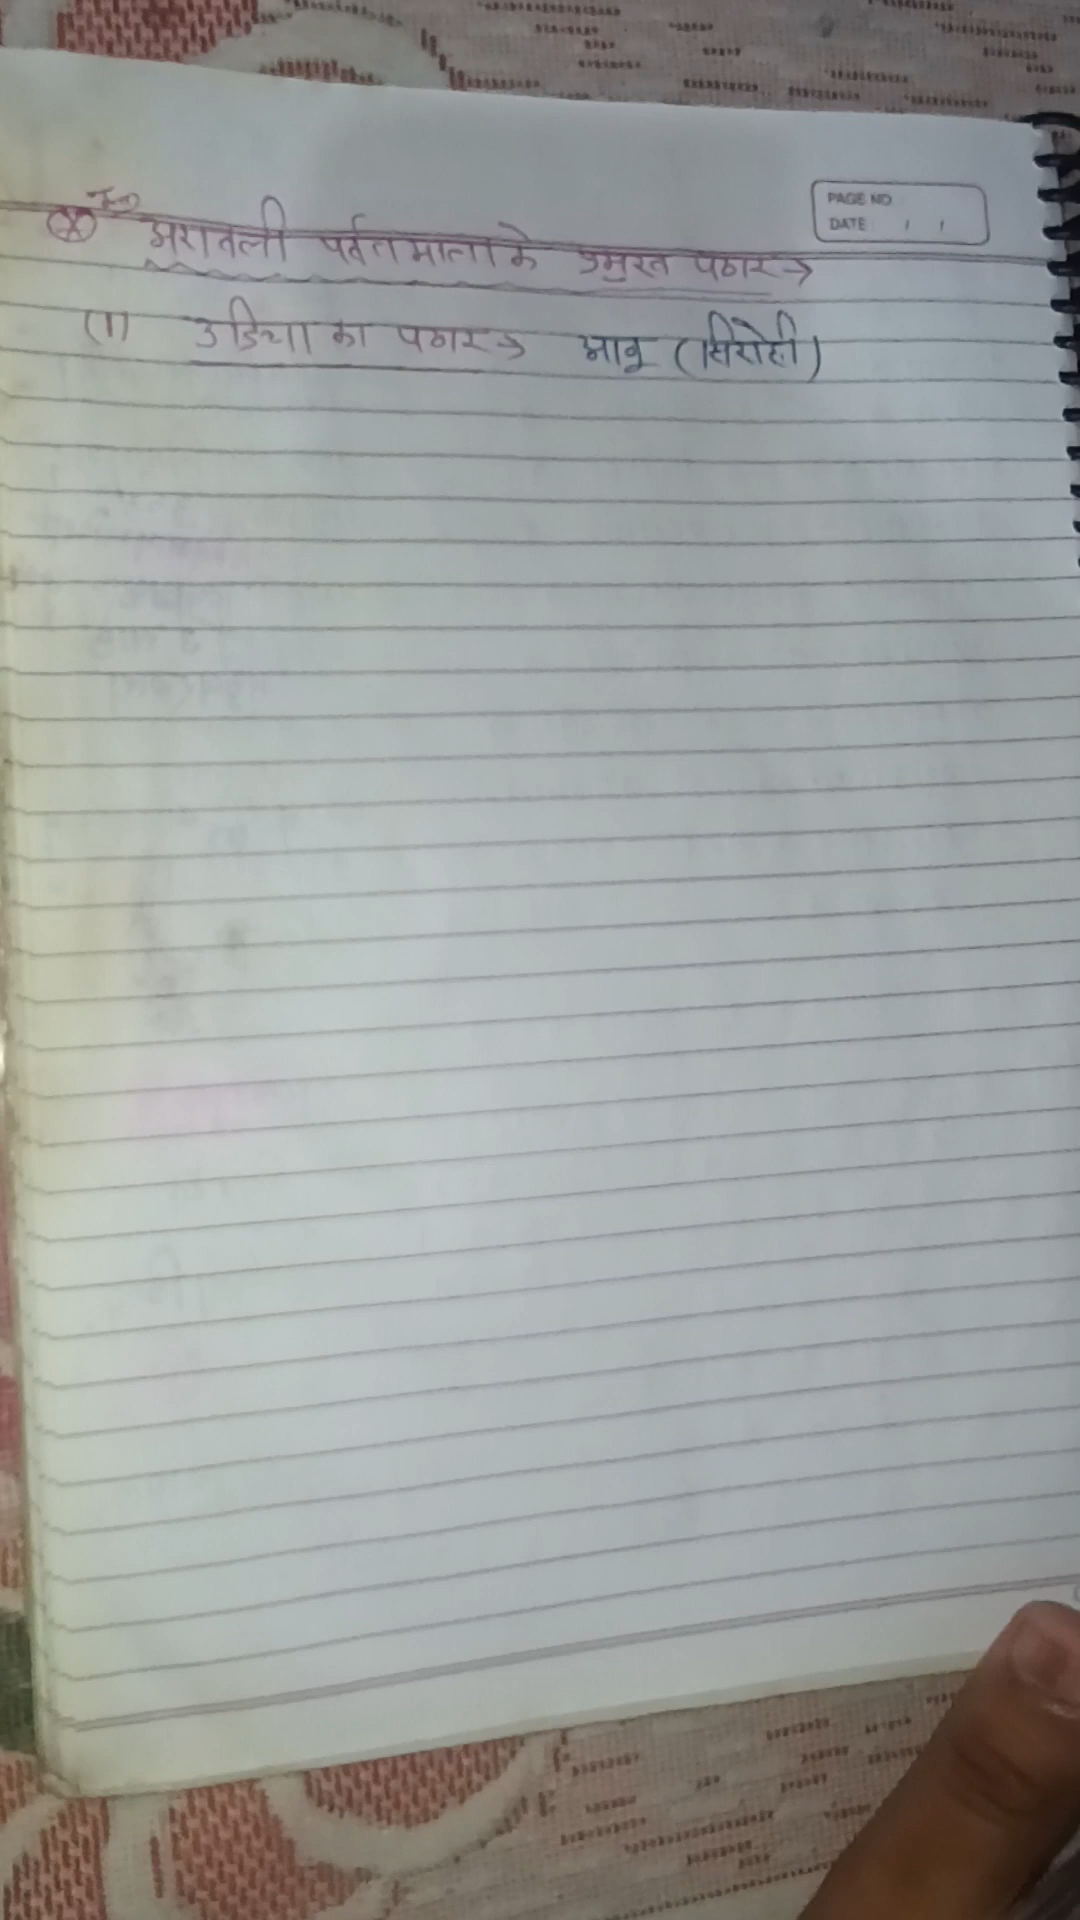 PAGE NO
DATE / /
अरावली पर्वतमाला के प्रमुख पठार →
(1) उडिया का पठार → आबू (सिरोही)